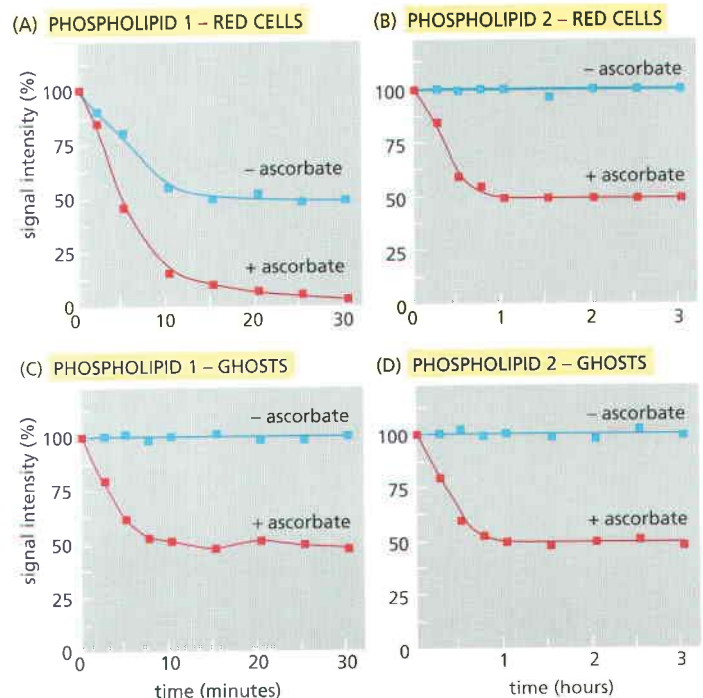 (A) PHOSPHOLIPID 1 – RED CELLS
signal intensity (%)
100
75
50
25
0
– ascorbate
+ ascorbate
0 10 20 30
(B) PHOSPHOLIPID 2 – RED CELLS
100
75
50
25
0
– ascorbate
+ ascorbate
0 1 2 3
(C) PHOSPHOLIPID 1 – GHOSTS
signal intensity (%)
100
75
50
25
0
– ascorbate
+ ascorbate
0 10 20 30
time (minutes)
(D) PHOSPHOLIPID 2 – GHOSTS
100
75
50
25
0
– ascorbate
+ ascorbate
0 1 2 3
time (hours)